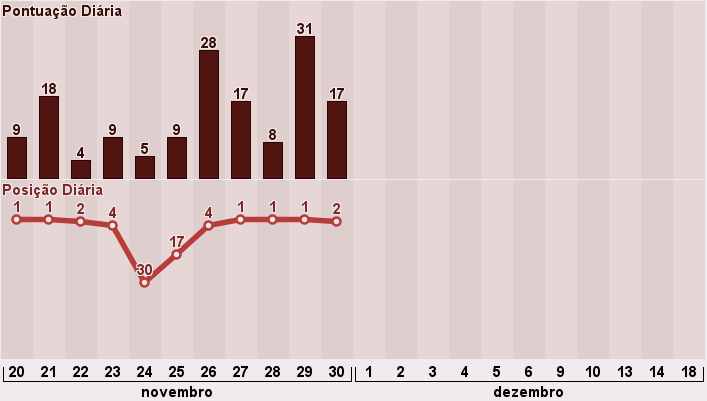 Pontuação Diária
9 18 4 9 5 9 28 17 8 31 17
Posição Diária
1 1 2 4 30 17 4 1 1 1 2
20 21 22 23 24 25 26 27 28 29 30 1 2 3 4 5 6 9 10 13 14 18
novembro dezembro